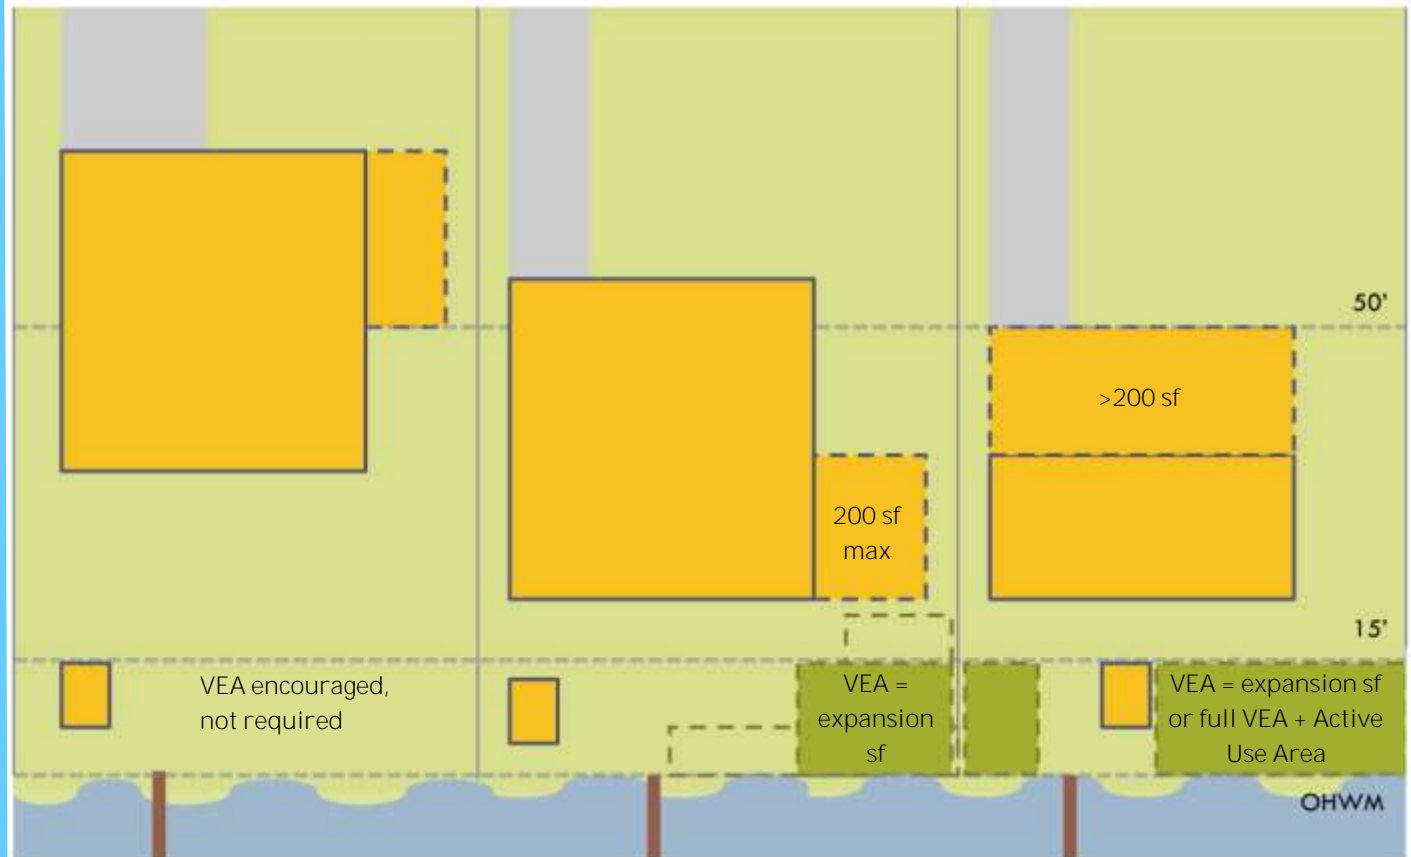 50'
>200 sf
200 sf
max
15'
VEA encouraged,
not required
VEA =
expansion
sf
VEA = expansion sf
or full VEA + Active
Use Area
OHWM